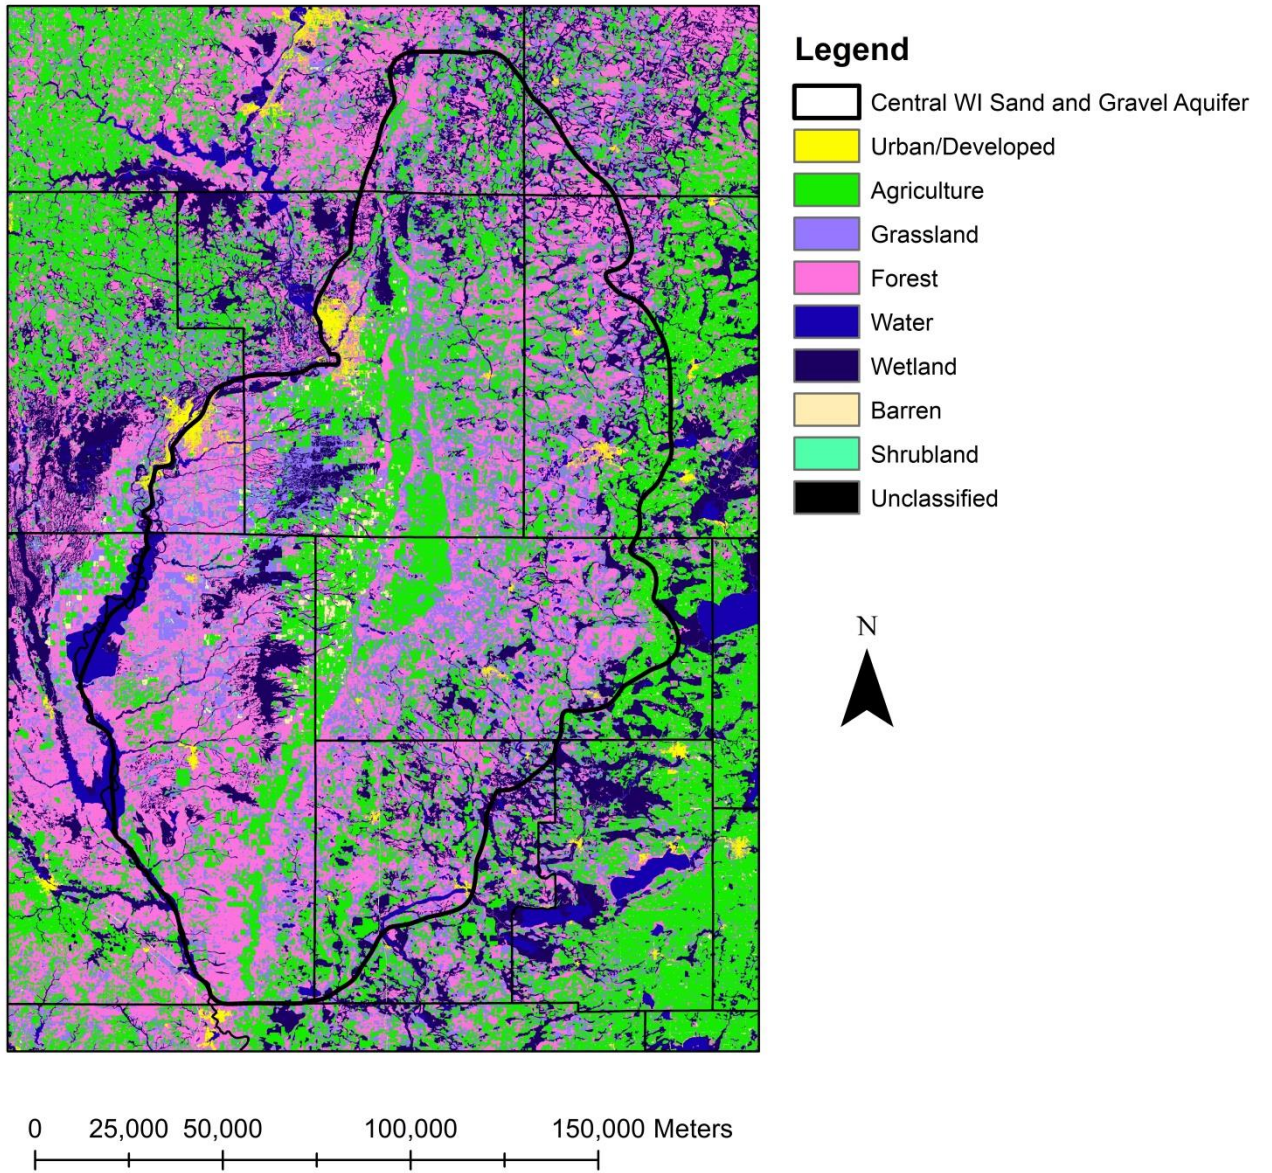 Legend
Central WI Sand and Gravel Aquifer
Urban/Developed
Agriculture
Grassland
Forest
Water
Wetland
Barren
Shrubland
Unclassified
N
0 25,000 50,000 100,000 150,000 Meters